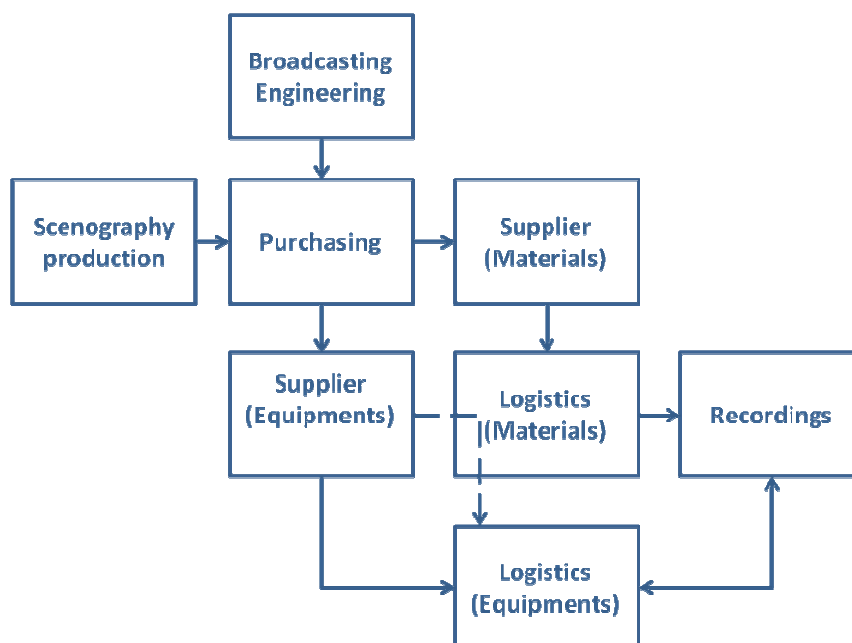 Broadcasting
Engineering
Scenography
production
Purchasing
Supplier
(Materials)
Supplier
(Equipments)
Logistics
(Materials)
Recordings
Logistics
(Equipments)